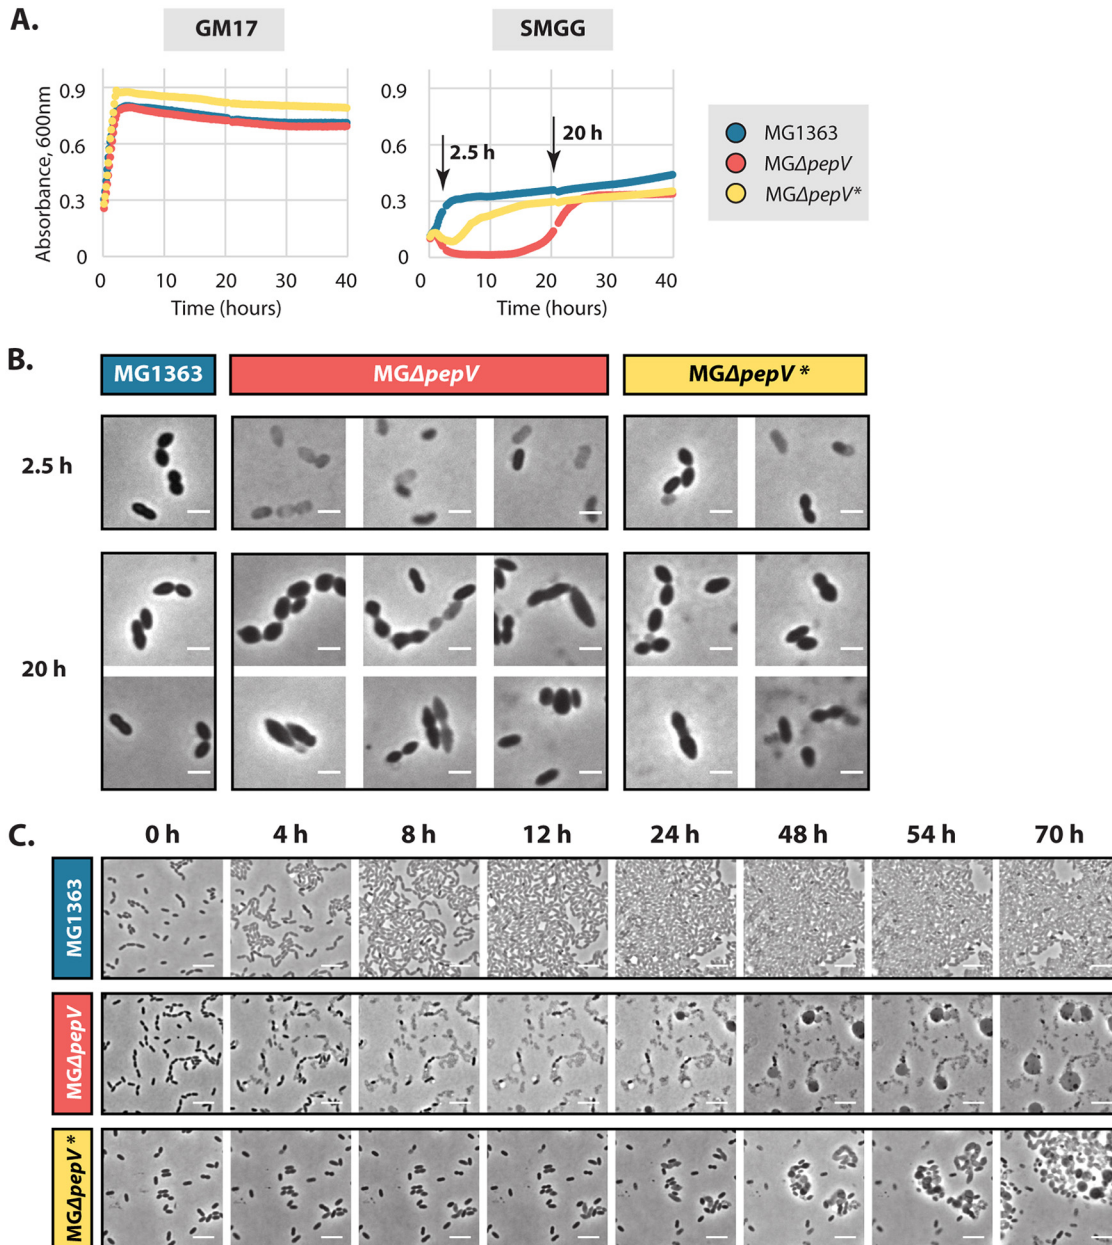 A.
GM17
SMGG
Absorbance, 600nm
0.9
0.6
0.3
0
0 10 20 30 40
Time (hours)
0.9
0.6
0.3
0
2.5 h
20 h
0 10 20 30 40
Time (hours)
MG1363
MGΔpepV
MGΔpepV*
B.
MG1363
MGΔpepV
MGΔpepV *
2.5 h
20 h
C.
0 h 4 h 8 h 12 h 24 h 48 h 54 h 70 h
MG1363
MGΔpepV
MGΔpepV *